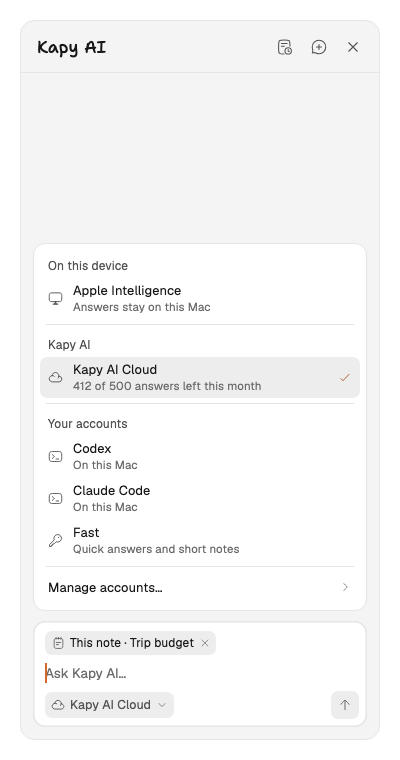 Kapy AI
On this device
Apple Intelligence
Answers stay on this Mac
Kapy AI
Kapy AI Cloud
412 of 500 answers left this month
Your accounts
Codex
On this Mac
Claude Code
On this Mac
Fast
Quick answers and short notes
Manage accounts...
This note · Trip budget
Ask Kapy AI...
Kapy AI Cloud